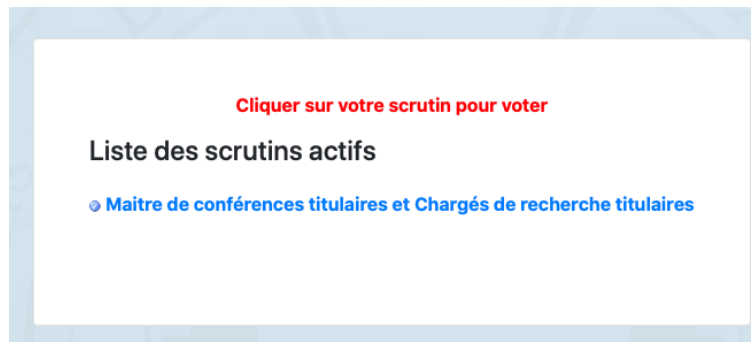 Cliquer sur votre scrutin pour voter
Liste des scrutins actifs
Maitre de conférences titulaires et Chargés de recherche titulaires